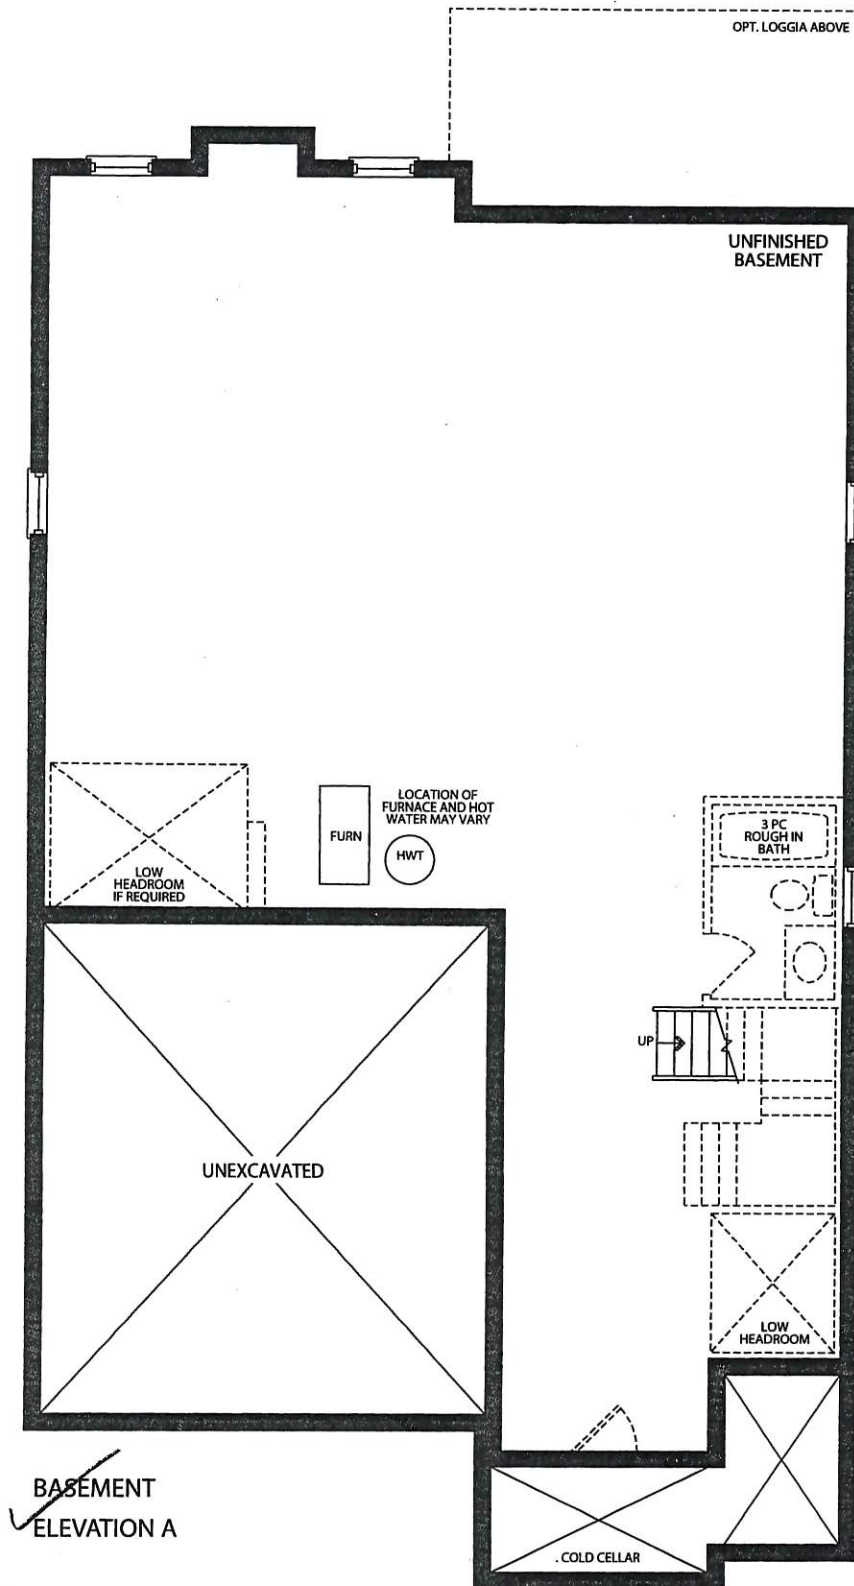 OPT. LOGGIA ABOVE
UNFINISHED
BASEMENT
LOCATION OF
FURNACE AND HOT
WATER MAY VARY
FURN
HWT
LOW
HEADROOM
IF REQUIRED
3 PC
ROUGH IN
BATH
UP
UNEXCAVATED
LOW
HEADROOM
COLD CELLAR
BASEMENT
ELEVATION A